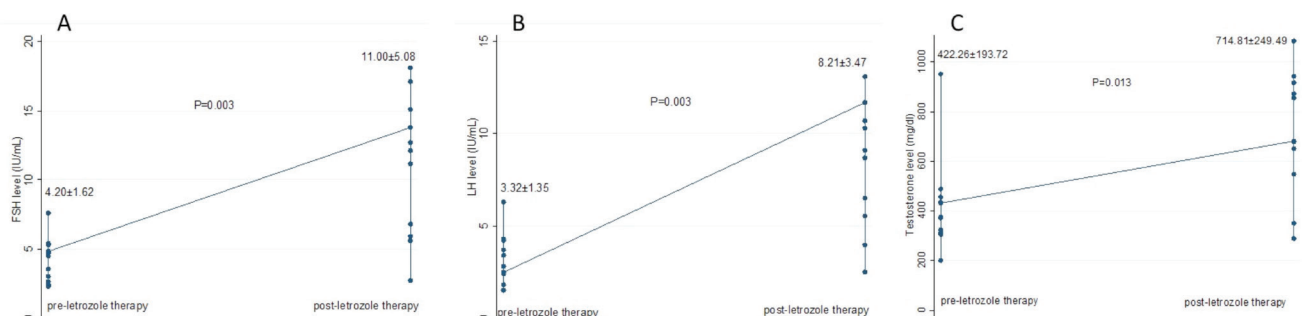 A
FSH level (IU/mL)
20
15
10
5
0
4.20±1.62
P=0.003
11.00±5.08
pre-letrozole therapy
post-letrozole therapy
B
LH level (IU/mL)
15
10
5
0
3.32±1.35
P=0.003
8.21±3.47
pre-letrozole therapy
post-letrozole therapy
C
Testosterone level (mg/dl)
1000
800
600
400
200
0
422.26±193.72
P=0.013
714.81±249.49
pre-letrozole therapy
post-letrozole therapy